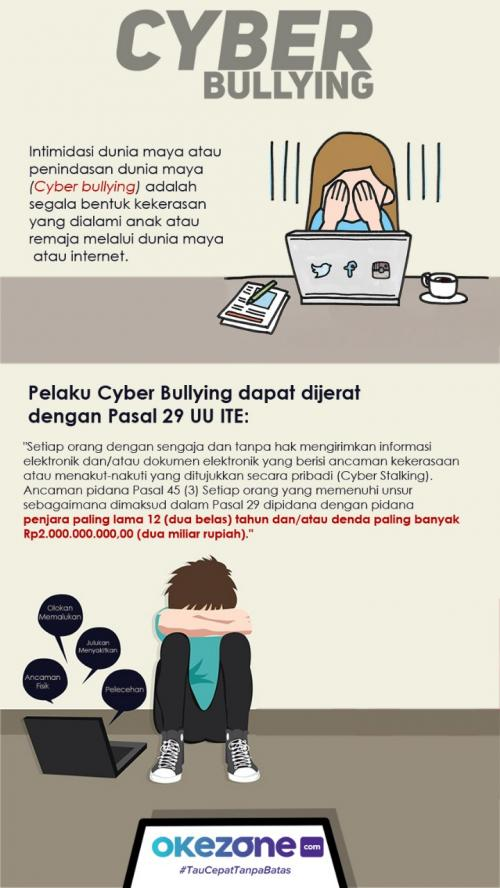 CYBER
BULLYING
Intimidasi dunia maya atau
penindasan dunia maya
(Cyber bullying) adalah
segala bentuk kekerasan
yang dialami anak atau
remaja melalui dunia maya
atau internet.
Pelaku Cyber Bullying dapat dijerat
dengan Pasal 29 UU ITE:
"Setiap orang dengan sengaja dan tanpa hak mengirimkan informasi
elektronik dan/atau dokumen elektronik yang berisi ancaman kekerasaan
atau menakut-nakuti yang ditujukkan secara pribadi (Cyber Stalking).
Ancaman pidana Pasal 45 (3) Setiap orang yang memenuhi unsur
sebagaimana dimaksud dalam Pasal 29 dipidana dengan pidana
penjara paling lama 12 (dua belas) tahun dan/atau denda paling banyak
Rp2.000.000.000,00 (dua miliar rupiah)."
Olokan
Memalukan
Julukan
Menyakitkan
Ancaman
Fisik
Pelecehan
okezone.com
#TauCepatTanpaBatas